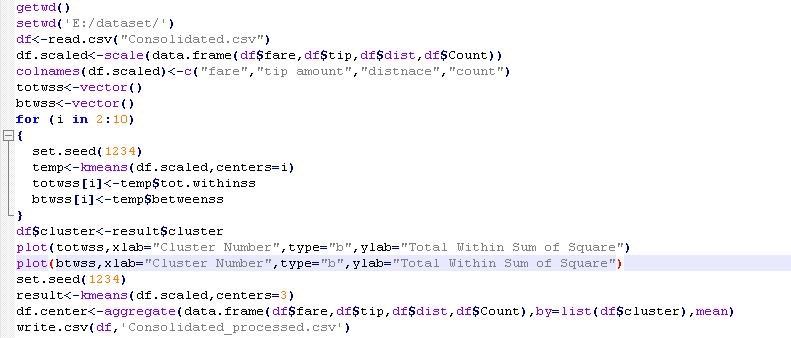 getwd()
setwd('E:/dataset/')
df<-read.csv("Consolidated.csv")
df.scaled<-scale(data.frame(df$fare,df$tip,df$dist,df$Count))
colnames(df.scaled)<-c("fare","tip amount","distnace","count")
totwss<-vector()
btwss<-vector()
for (i in 2:10)
{
  set.seed(1234)
  temp<-kmeans(df.scaled,centers=i)
  totwss[i]<-temp$tot.withinss
  btwss[i]<-temp$betweenss
}
df$cluster<-result$cluster
plot(totwss,xlab="Cluster Number",type="b",ylab="Total Within Sum of Square")
plot(btwss,xlab="Cluster Number",type="b",ylab="Total Within Sum of Square")
set.seed(1234)
result<-kmeans(df.scaled,centers=3)
df.center<-aggregate(data.frame(df$fare,df$tip,df$dist,df$Count),by=list(df$cluster),mean)
write.csv(df,'Consolidated_processed.csv')